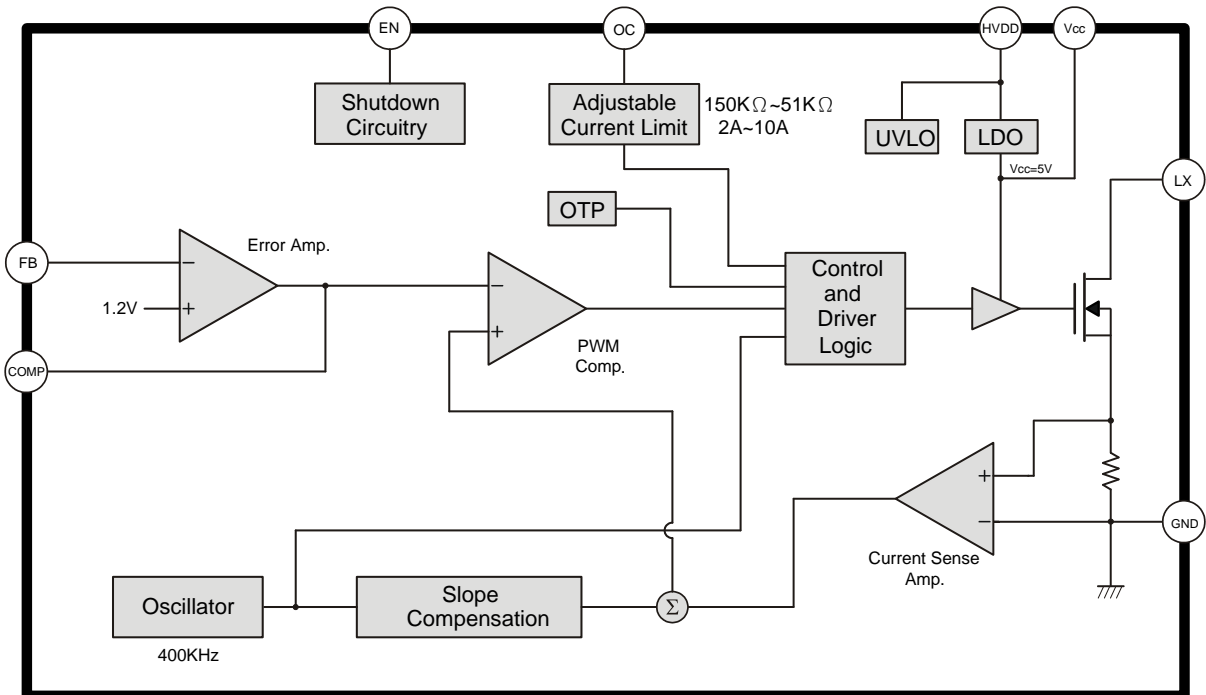 EN
OC
HVDD
Vcc
Shutdown
Circuitry
Adjustable
Current Limit
150KΩ~51KΩ
2A~10A
UVLO
LDO
Vcc=5V
LX
OTP
FB
Error Amp.
−
1.2V
+
COMP
−
+
PWM
Comp.
Control
and
Driver
Logic
+
−
GND
Current Sense
Amp.
Oscillator
400KHz
Slope
Compensation
Σ